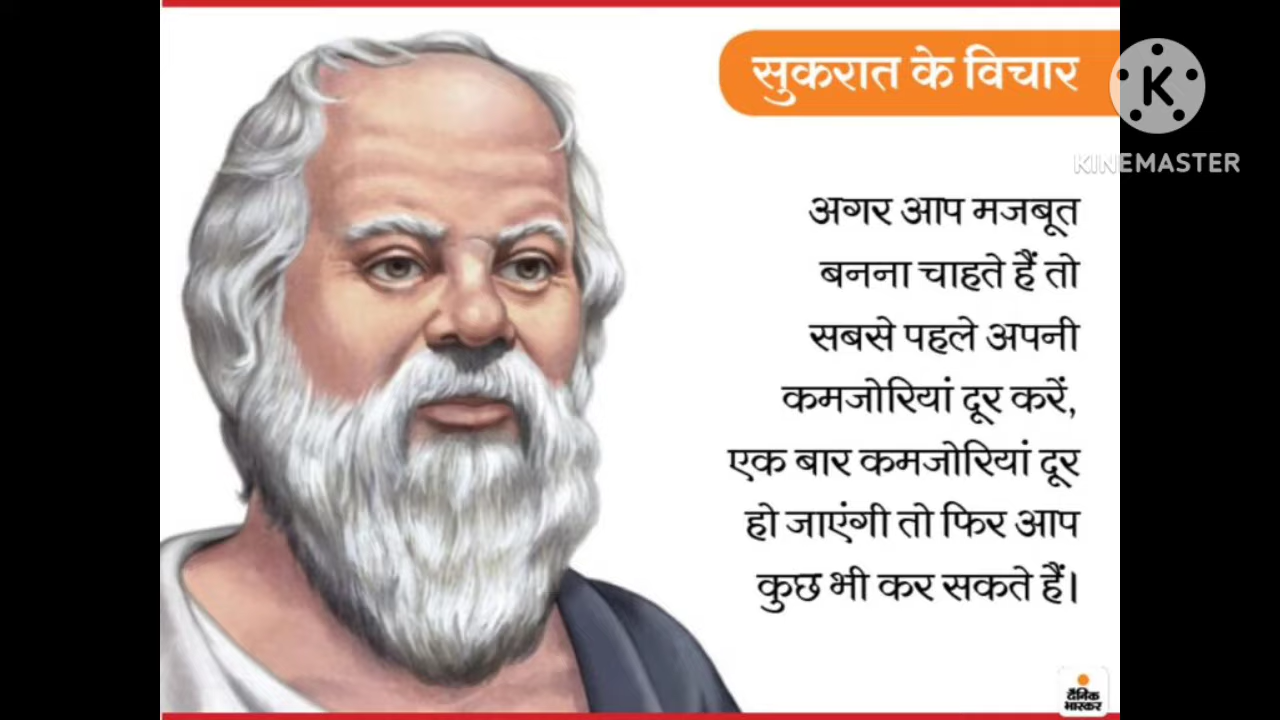 सुकरात के विचार
K
KINEMASTER
अगर आप मजबूत
बनना चाहते हैं तो
सबसे पहले अपनी
कमजोरियां दूर करें,
एक बार कमजोरियां दूर
हो जाएंगी तो फिर आप
कुछ भी कर सकते हैं।
दैनिक
भास्कर